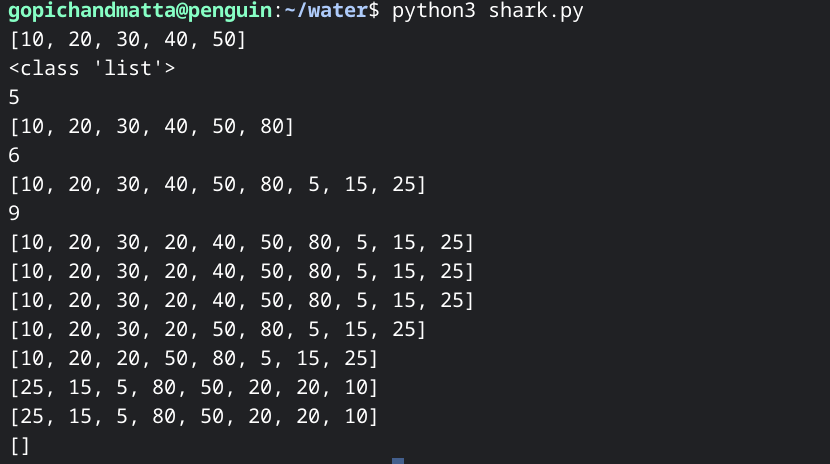 gopichandmatta@penguin:~/water$ python3 shark.py
[10, 20, 30, 40, 50]
<class 'list'>
5
[10, 20, 30, 40, 50, 80]
6
[10, 20, 30, 40, 50, 80, 5, 15, 25]
9
[10, 20, 30, 20, 40, 50, 80, 5, 15, 25]
[10, 20, 30, 20, 40, 50, 80, 5, 15, 25]
[10, 20, 30, 20, 40, 50, 80, 5, 15, 25]
[10, 20, 30, 20, 50, 80, 5, 15, 25]
[10, 20, 20, 50, 80, 5, 15, 25]
[25, 15, 5, 80, 50, 20, 20, 10]
[25, 15, 5, 80, 50, 20, 20, 10]
[]